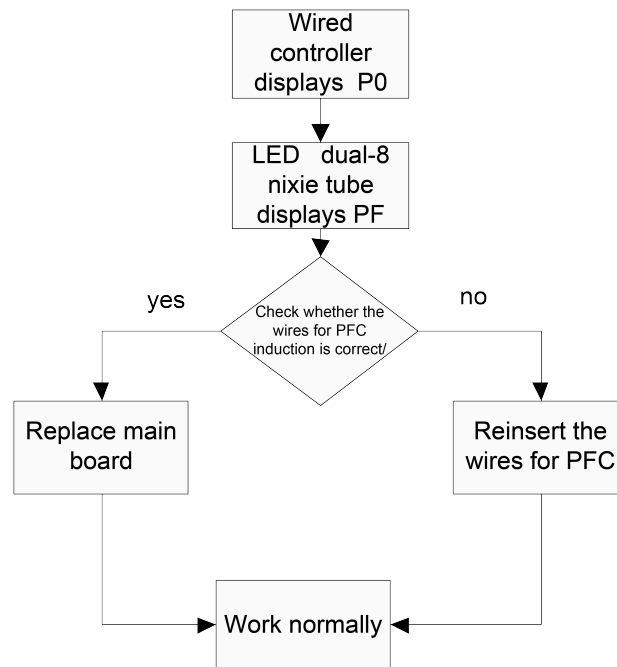 Wired
controller
displays P0
LED dual-8
nixie tube
displays PF
yes
no
Check whether the
wires for PFC
induction is correct/
Replace main
board
Reinsert the
wires for PFC
Work normally